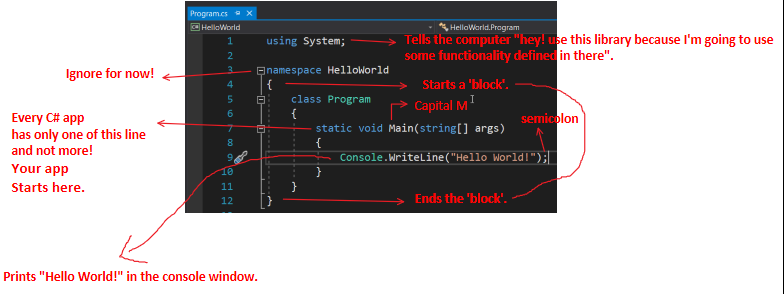 Program.cs
HelloWorld
HelloWorld.Program
1 using System;
Tells the computer "hey! use this library because I'm going to use
some functionality defined in there".
2
Ignore for now!
3 namespace HelloWorld
4 {
Starts a 'block'.
5 class Program
Capital M
6 {
Every C# app
has only one of this line
and not more!
Your app
Starts here.
7 static void Main(string[] args)
semicolon
8 {
9 Console.WriteLine("Hello World!");
10 }
11 }
12 }
Ends the 'block'.
Prints "Hello World!" in the console window.